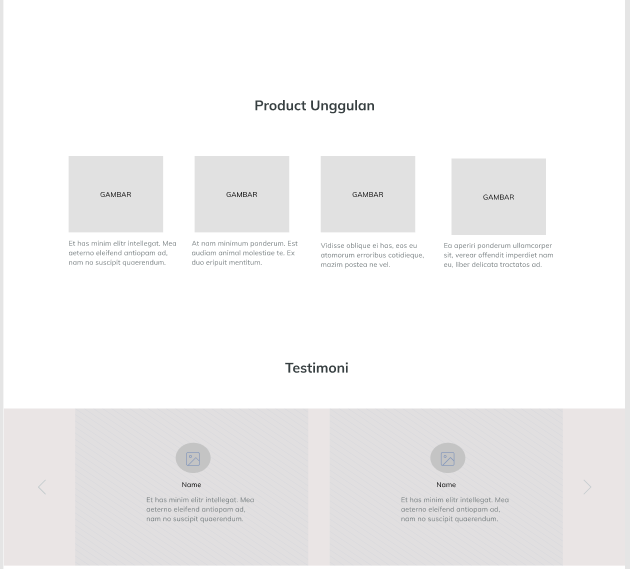 Product Unggulan
GAMBAR
GAMBAR
GAMBAR
GAMBAR
Et has minim elitr intellegat. Mea
aeterno eleifend antiopam ad,
nam no suscipit quaerendum.
At nam minimum ponderum. Est
audiam animal molestiae te. Ex
duo eripuit mentitum.
Vidisse oblique ei has, eos eu
atomorum erroribus cotidieque,
mazim postea ne vel.
Ea aperiri ponderum ullamcorper
sit, verear offendit imperdiet nam
eu, liber delicata tractatos ad.
Testimoni
Name
Et has minim elitr intellegat. Mea
aeterno eleifend antiopam ad,
nam no suscipit quaerendum.
Name
Et has minim elitr intellegat. Mea
aeterno eleifend antiopam ad,
nam no suscipit quaerendum.